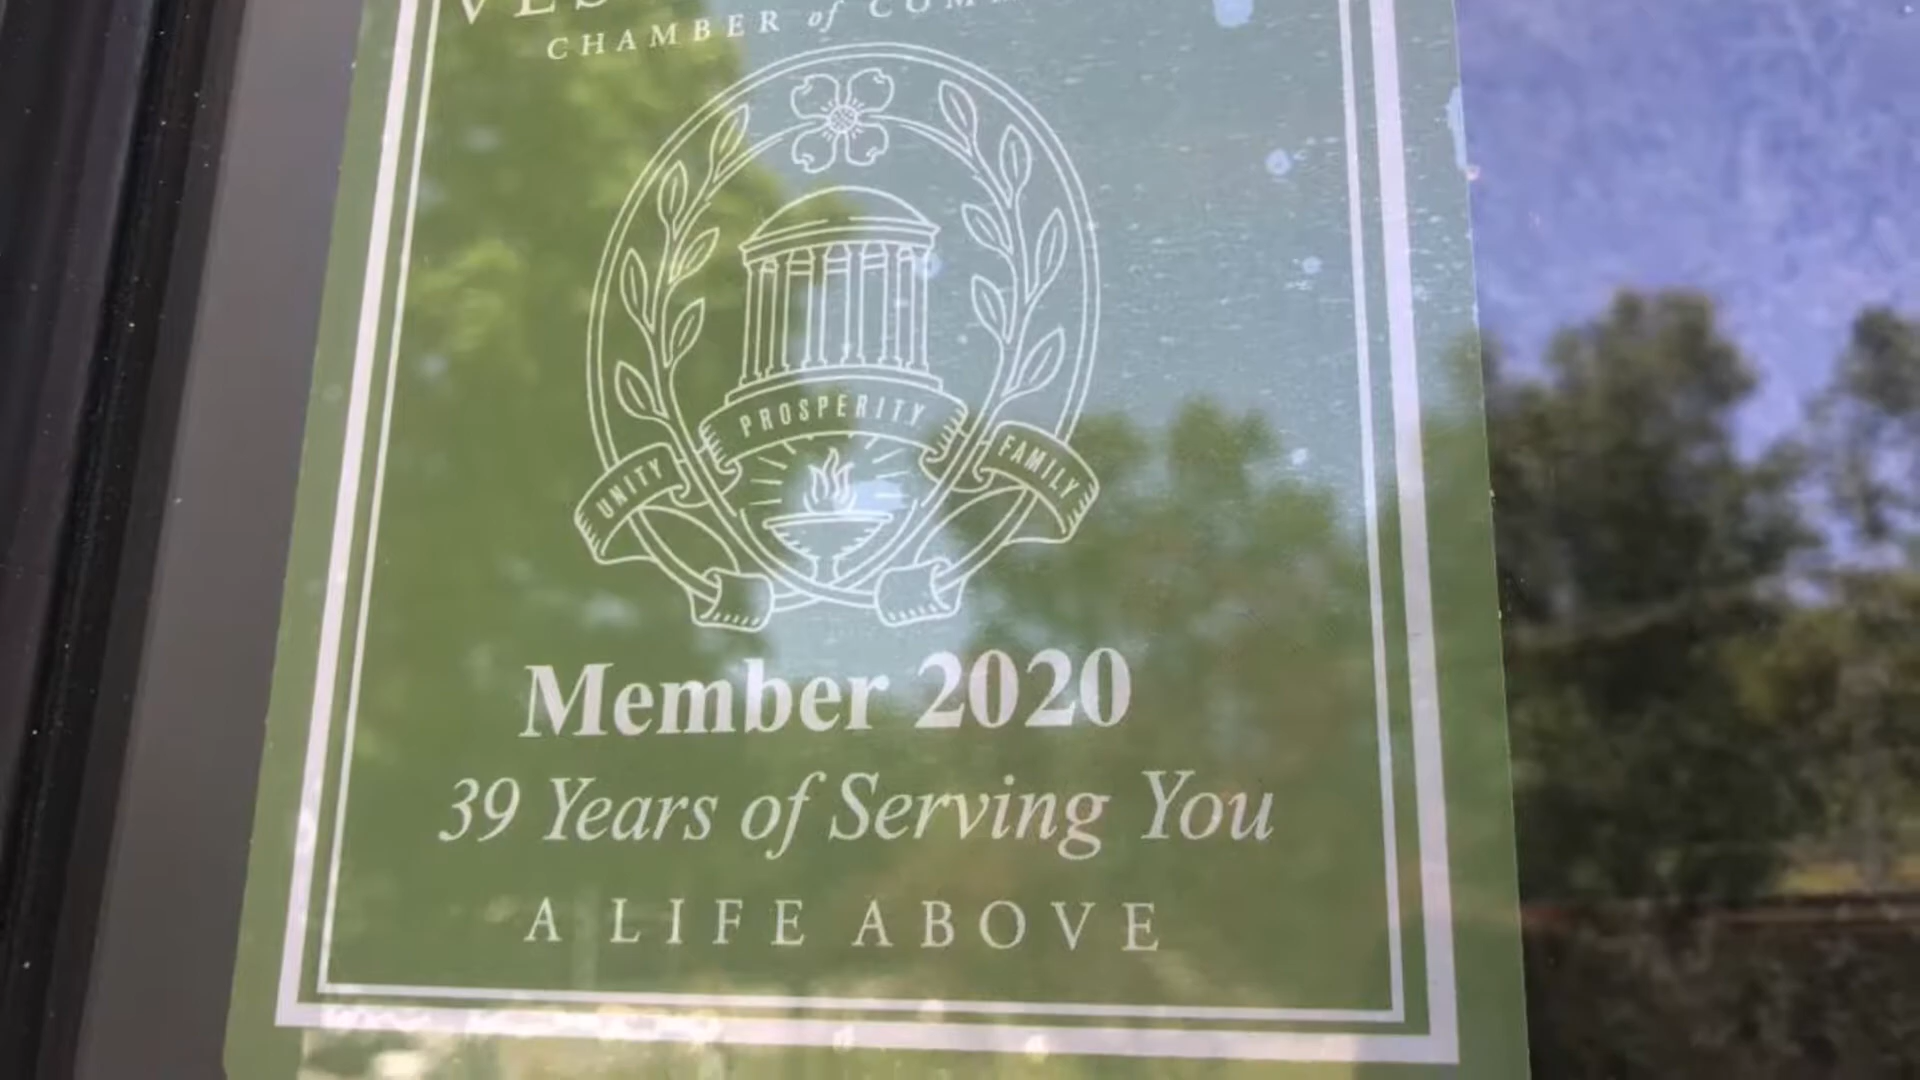 CHAMBER of
PROSPERITY
UNITY
FAMILY
Member 2020
39 Years of Serving You
A LIFE ABOVE